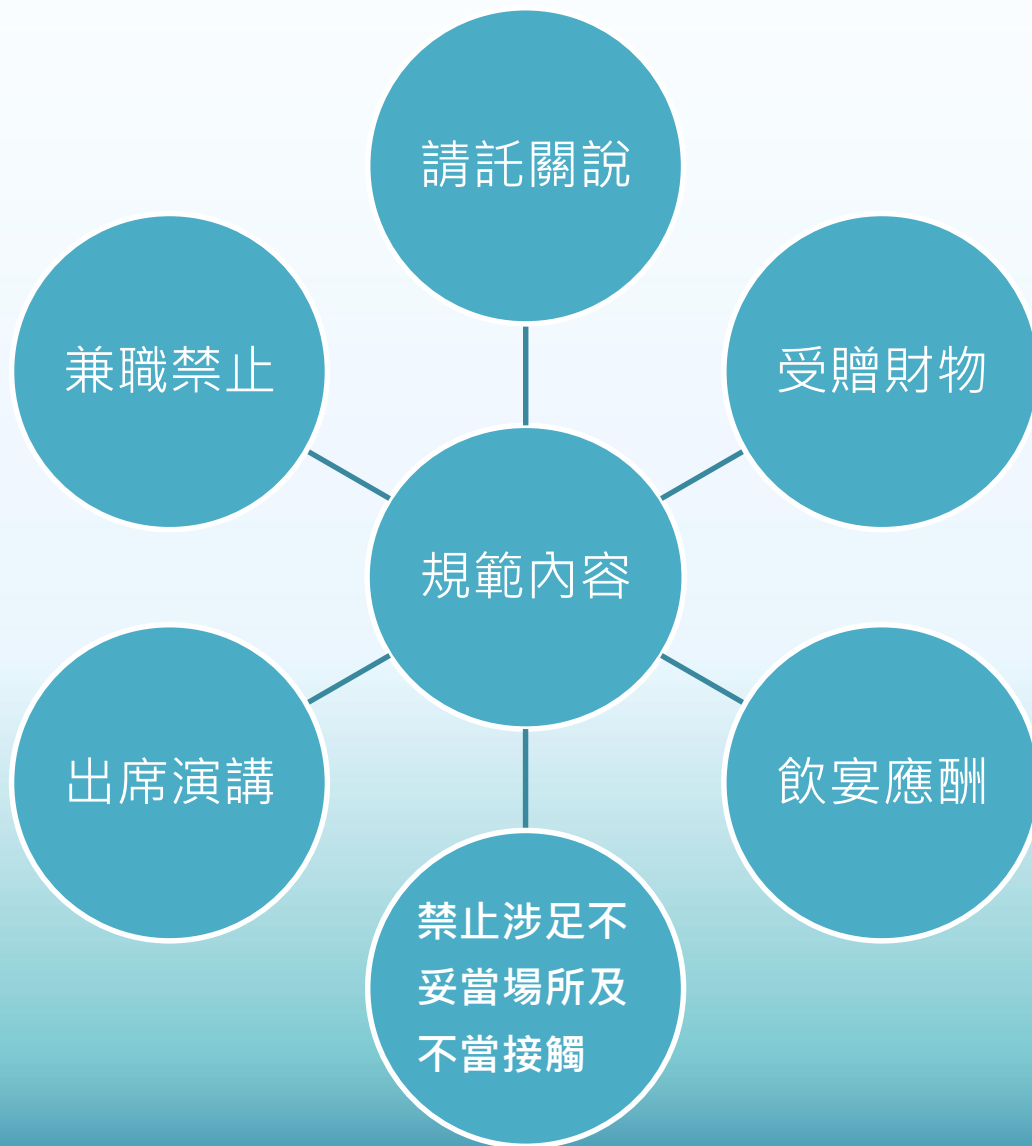 請託關說
兼職禁止
受贈財物
規範內容
出席演講
飲宴應酬
禁止涉足不
妥當場所及
不當接觸